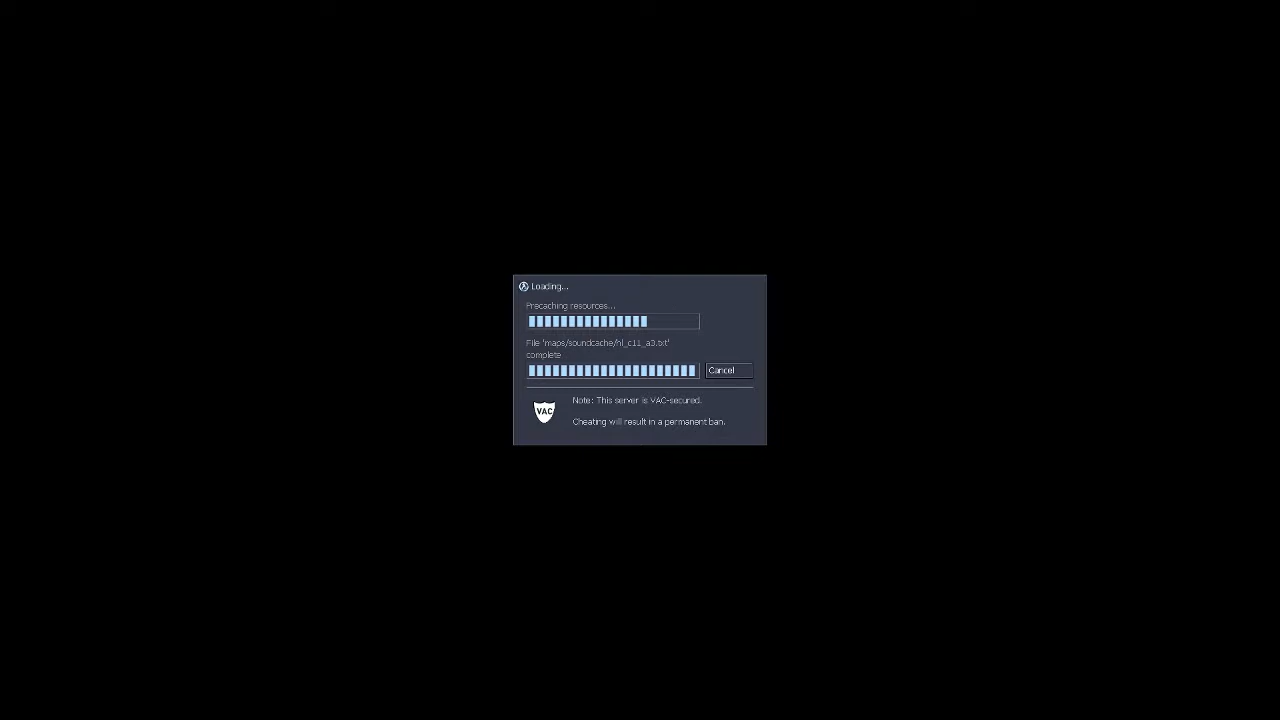 Loading...
Precaching resources...
File 'maps/soundcache/hl_c11_a3.txt'
complete
Cancel
VAC
Note: This server is VAC-secured.
Cheating will result in a permanent ban.